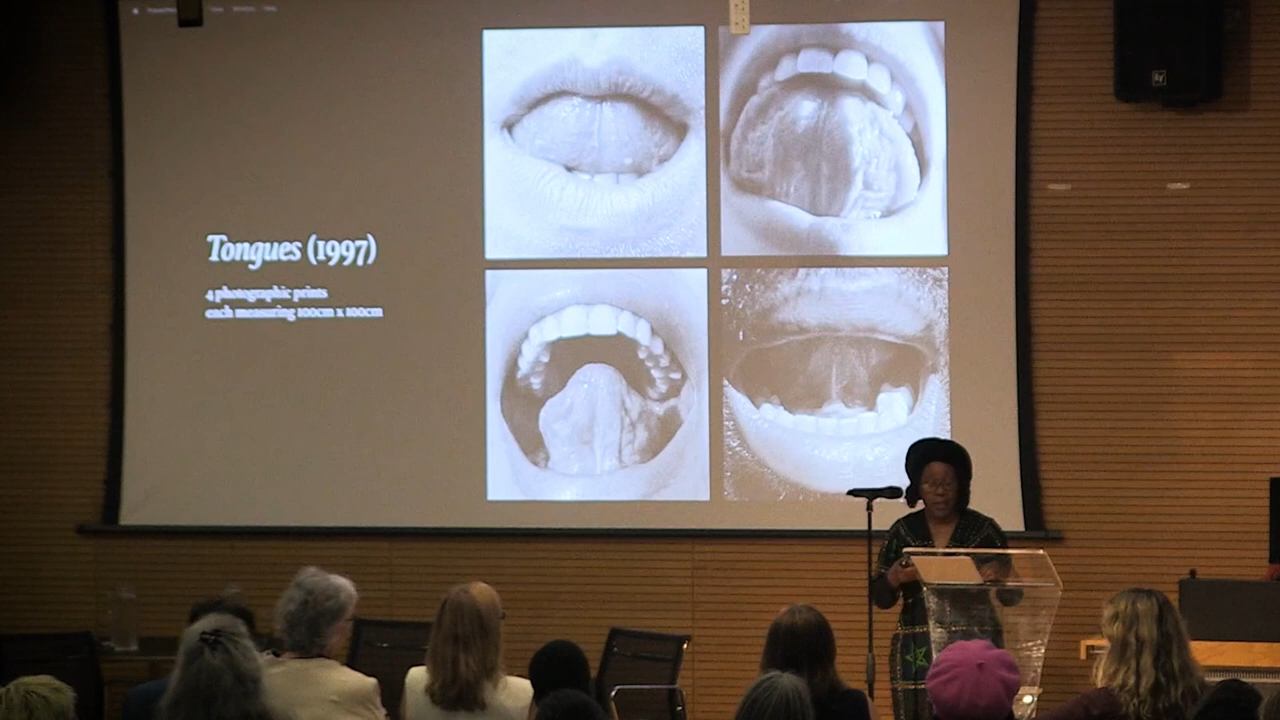 Tongues (1997)
4 photographic prints
each measuring 100cm x 100cm